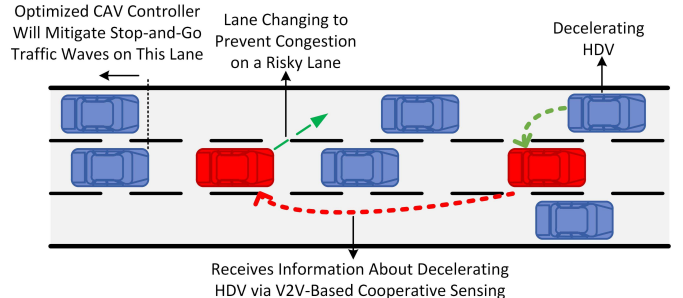 Optimized CAV Controller
Will Mitigate Stop-and-Go
Traffic Waves on This Lane
Lane Changing to
Prevent Congestion
on a Risky Lane
Decelerating
HDV
Receives Information About Decelerating
HDV via V2V-Based Cooperative Sensing